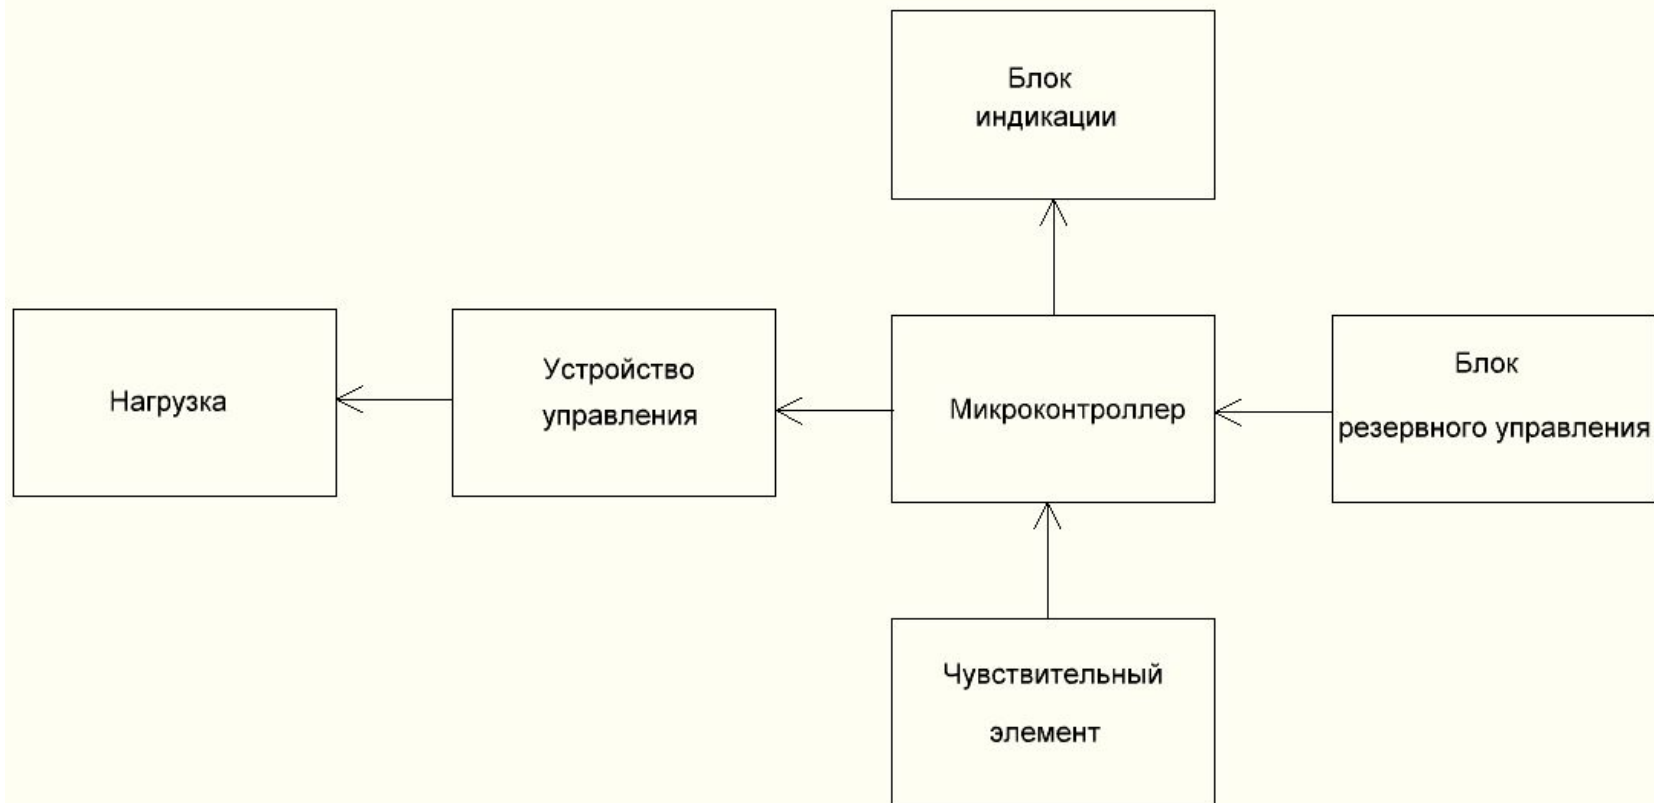 Блок
индикации
Нагрузка
Устройство
управления
Микроконтроллер
Блок
резервного управления
Чувствительный
элемент